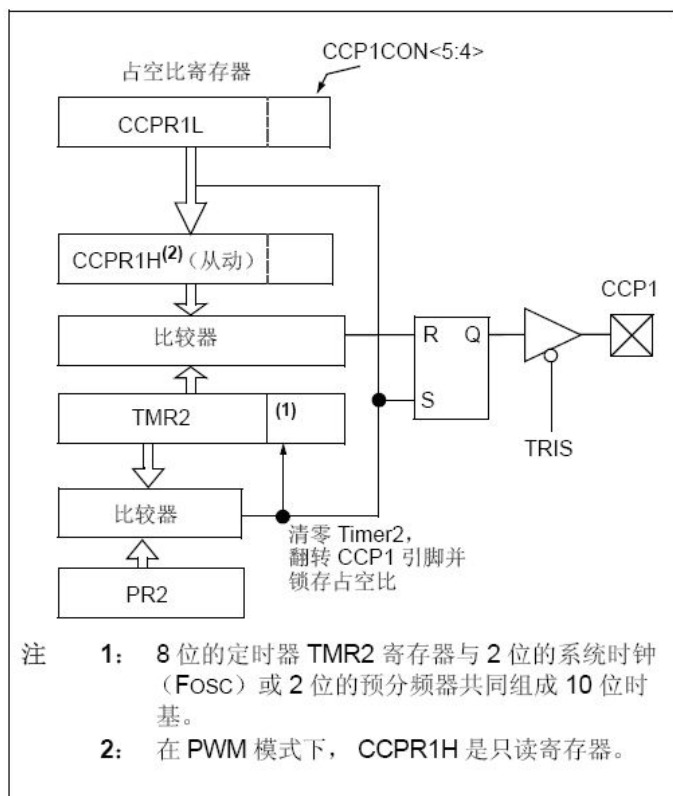 CCP1CON<5:4>
占空比寄存器
CCPR1L
CCPR1H(2)（从动）
CCP1
比较器
R Q
TMR2 (1)
S
TRIS
比较器
清零 Timer2，
翻转 CCP1 引脚并
锁存占空比
PR2
注 1： 8 位的定时器 TMR2 寄存器与 2 位的系统时钟
（FOSC）或 2 位的预分频器共同组成 10 位时
基。
2： 在 PWM 模式下， CCPR1H 是只读寄存器。